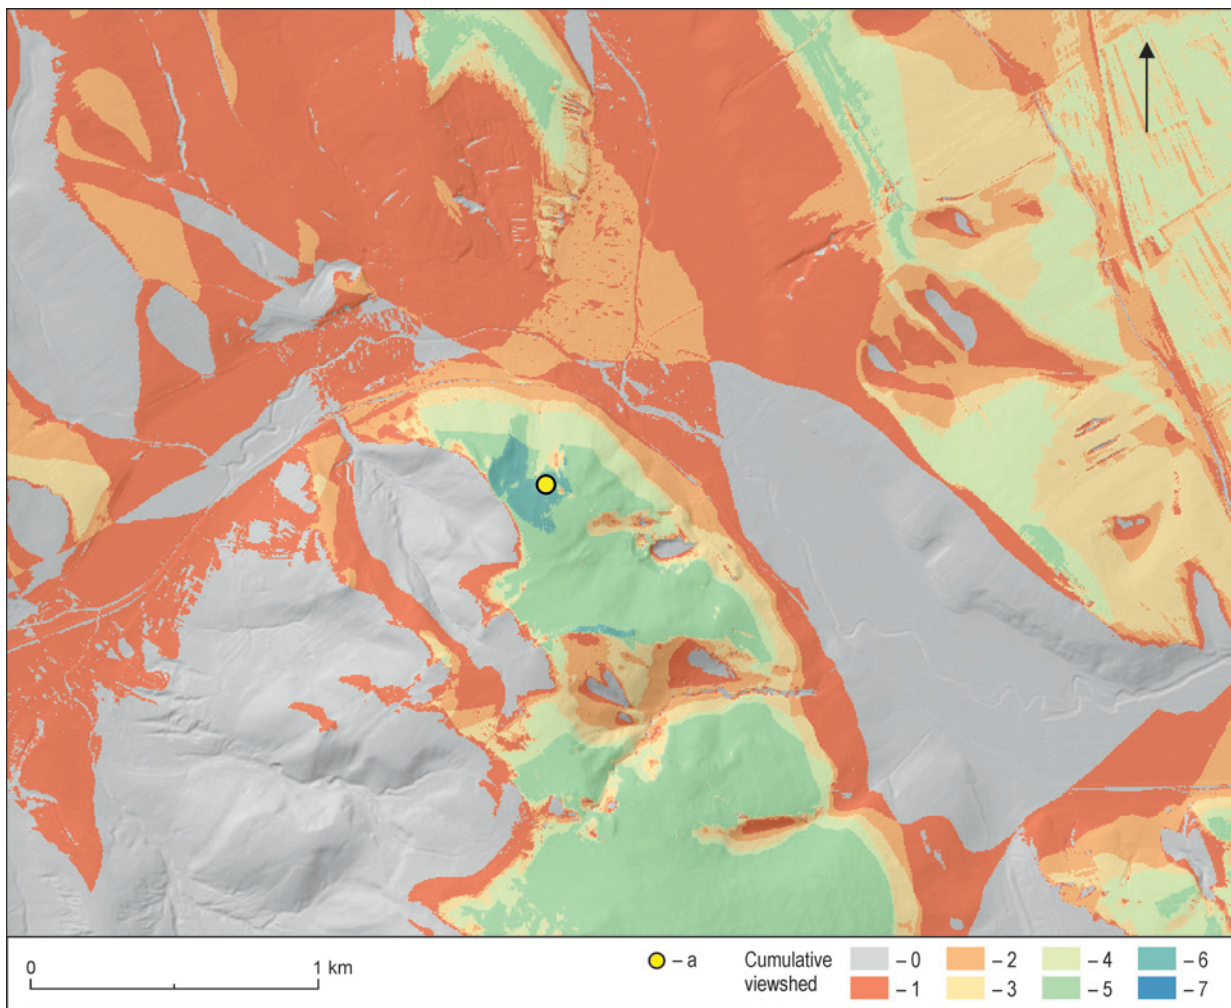 0
1 km
– a
Cumulative
viewshed
– 0
– 2
– 4
– 6
– 1
– 3
– 5
– 7